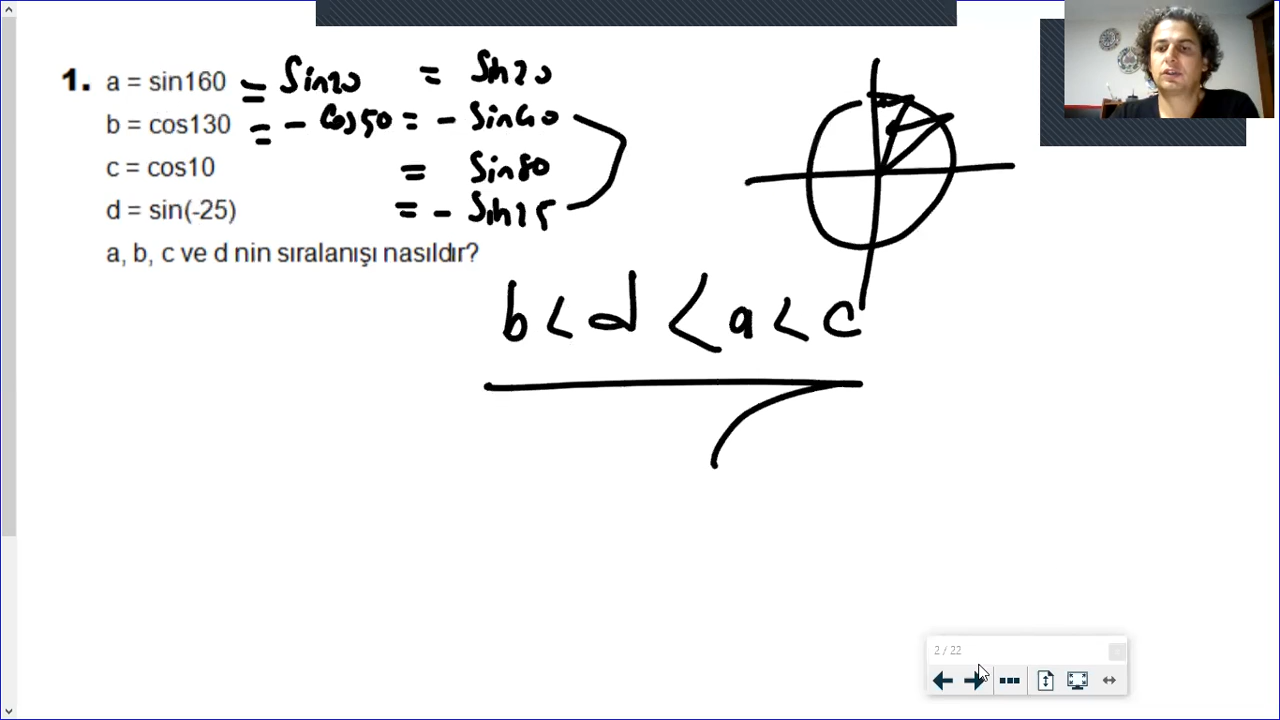 1. a = sin160 = Sin20 = Sin20
b = cos130 = - Cos50 = - Sin40
c = cos10 = Sin80
d = sin(-25) = - Sin25
a, b, c ve d nin sıralanışı nasıldır?
b < d < a < c
2 / 22